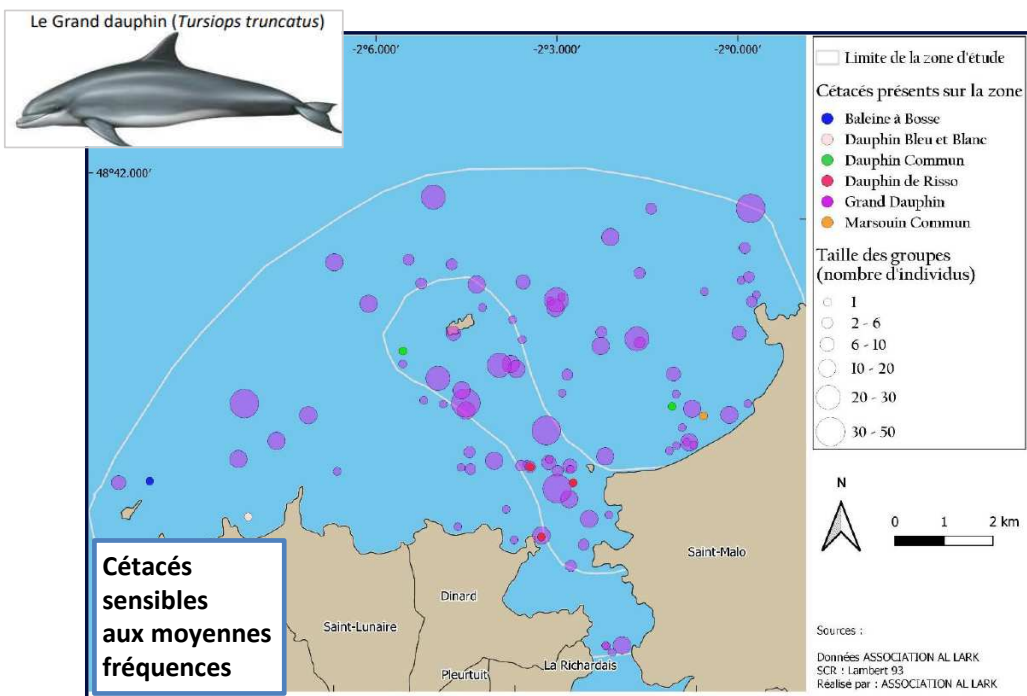 Le Grand dauphin (Tursiops truncatus)
-2°6.000'
-2°3.000'
-2°0.000'
48°42.000'
Limite de la zone d'étude
Cétacés présents sur la zone
Baleine à Bosse
Dauphin Bleu et Blanc
Dauphin Commun
Dauphin de Risso
Grand Dauphin
Marsouin Commun
Taille des groupes
(nombre d'individus)
1
2 - 6
6 - 10
10 - 20
20 - 30
30 - 50
N
0 1 2 km
Saint-Malo
Dinard
Saint-Lunaire
La Richardais
Pleurtuit
Cétacés
sensibles
aux moyennes
fréquences
Sources :
Données ASSOCIATION AL LARK
SCR : Lambert 93
Réalisé par : ASSOCIATION AL LARK